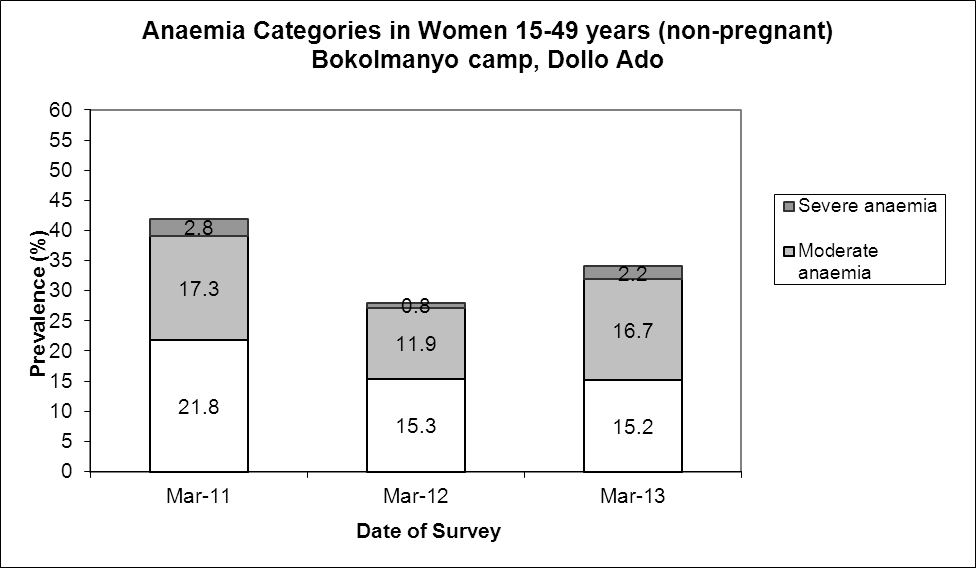 Anaemia Categories in Women 15-49 years (non-pregnant)
Bokolmanyo camp, Dollo Ado
Prevalence (%)
60
55
50
45
40
35
30
25
20
15
10
5
0
2.8
17.3
21.8
0.8
11.9
15.3
2.2
16.7
15.2
Mar-11
Mar-12
Mar-13
Date of Survey
Severe anaemia
Moderate
anaemia